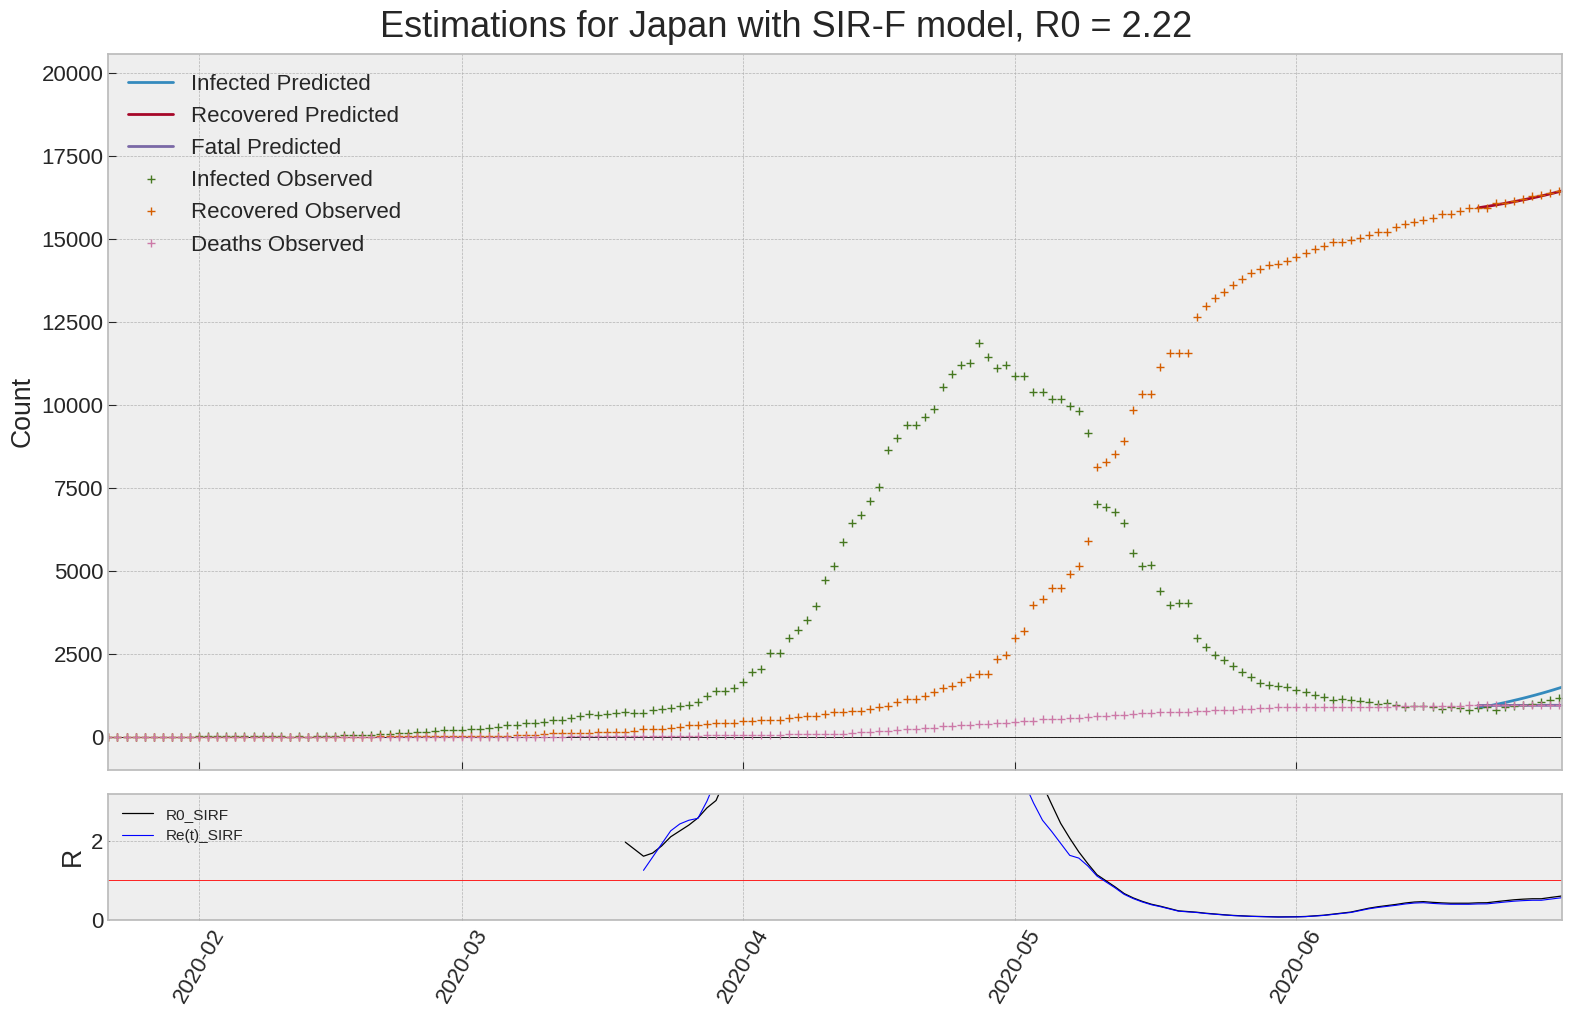 Estimations for Japan with SIR-F model, R0 = 2.22
Infected Predicted
Recovered Predicted
Fatal Predicted
Infected Observed
Recovered Observed
Deaths Observed
Count
20000
17500
15000
12500
10000
7500
5000
2500
0
R0_SIRF
Re(t)_SIRF
R
2
0
2020-02
2020-03
2020-04
2020-05
2020-06